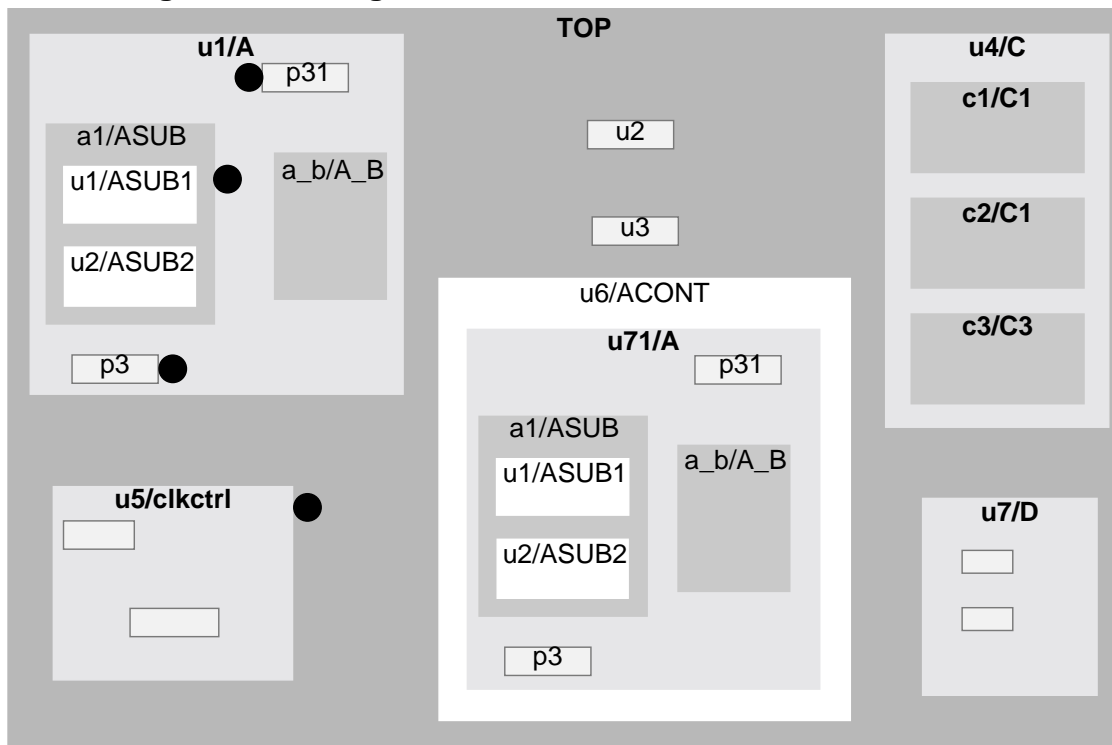 TOP
u1/A
p31
a1/ASUB
u1/ASUB1
u2/ASUB2
a_b/A_B
p3
u2
u3
u4/C
c1/C1
c2/C1
c3/C3
u6/ACONT
u71/A
p31
a1/ASUB
u1/ASUB1
u2/ASUB2
a_b/A_B
p3
u5/clkctrl
u7/D